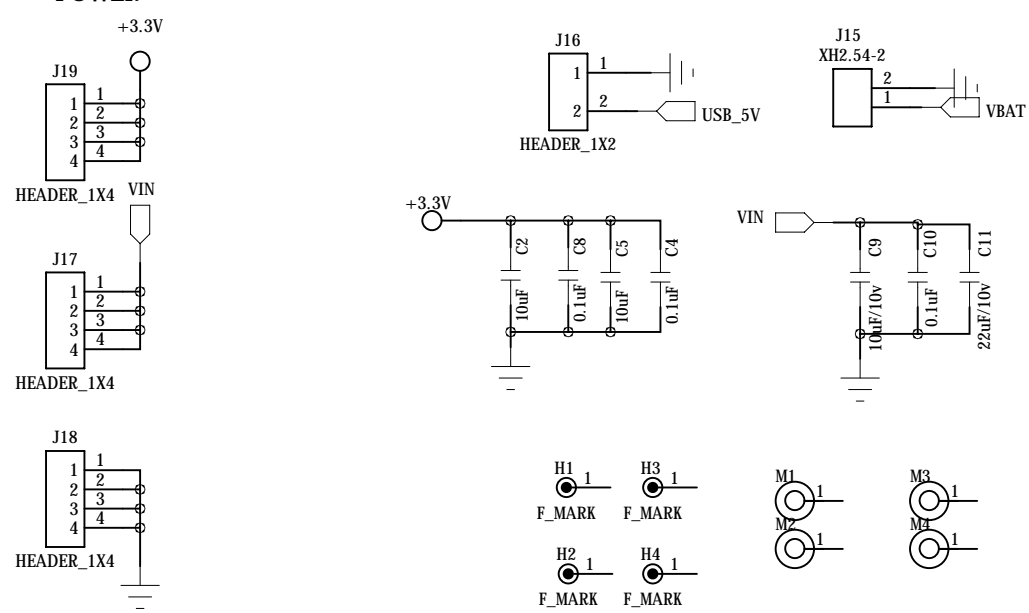 +3.3V
J19
1 1
2 2
3 3
4 4
HEADER_1X4
VIN
J17
1 1
2 2
3 3
4 4
HEADER_1X4
J18
1 1
2 2
3 3
4 4
HEADER_1X4
J16
1 1
2 2
USB_5V
HEADER_1X2
J15
XH2.54-2
2
1
VBAT
+3.3V
C2
10uF
C8
0.1uF
C5
10uF
C4
0.1uF
VIN
C9
10uF/10v
C10
0.1uF
C11
22uF/10v
H1 1
F_MARK
H3 1
F_MARK
H2 1
F_MARK
H4 1
F_MARK
M1 1
M2 1
M3 1
M4 1